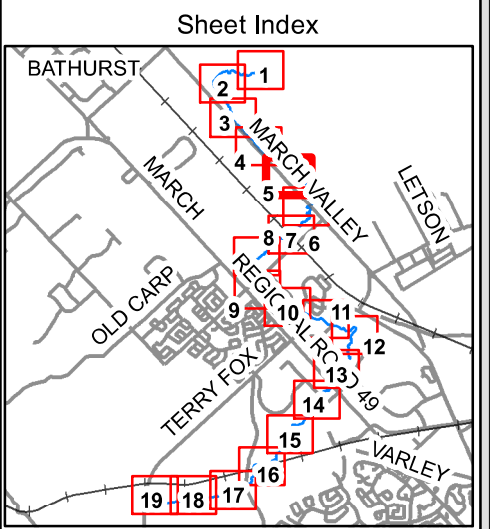 Sheet Index
BATHURST
1
2
3
MARCH VALLEY
4
MARCH
5
LETSON
8
7
6
REGIONAL ROAD 49
OLD CARP
9
10
11
12
TERRY FOX
13
14
15
VARLEY
16
17
18
19